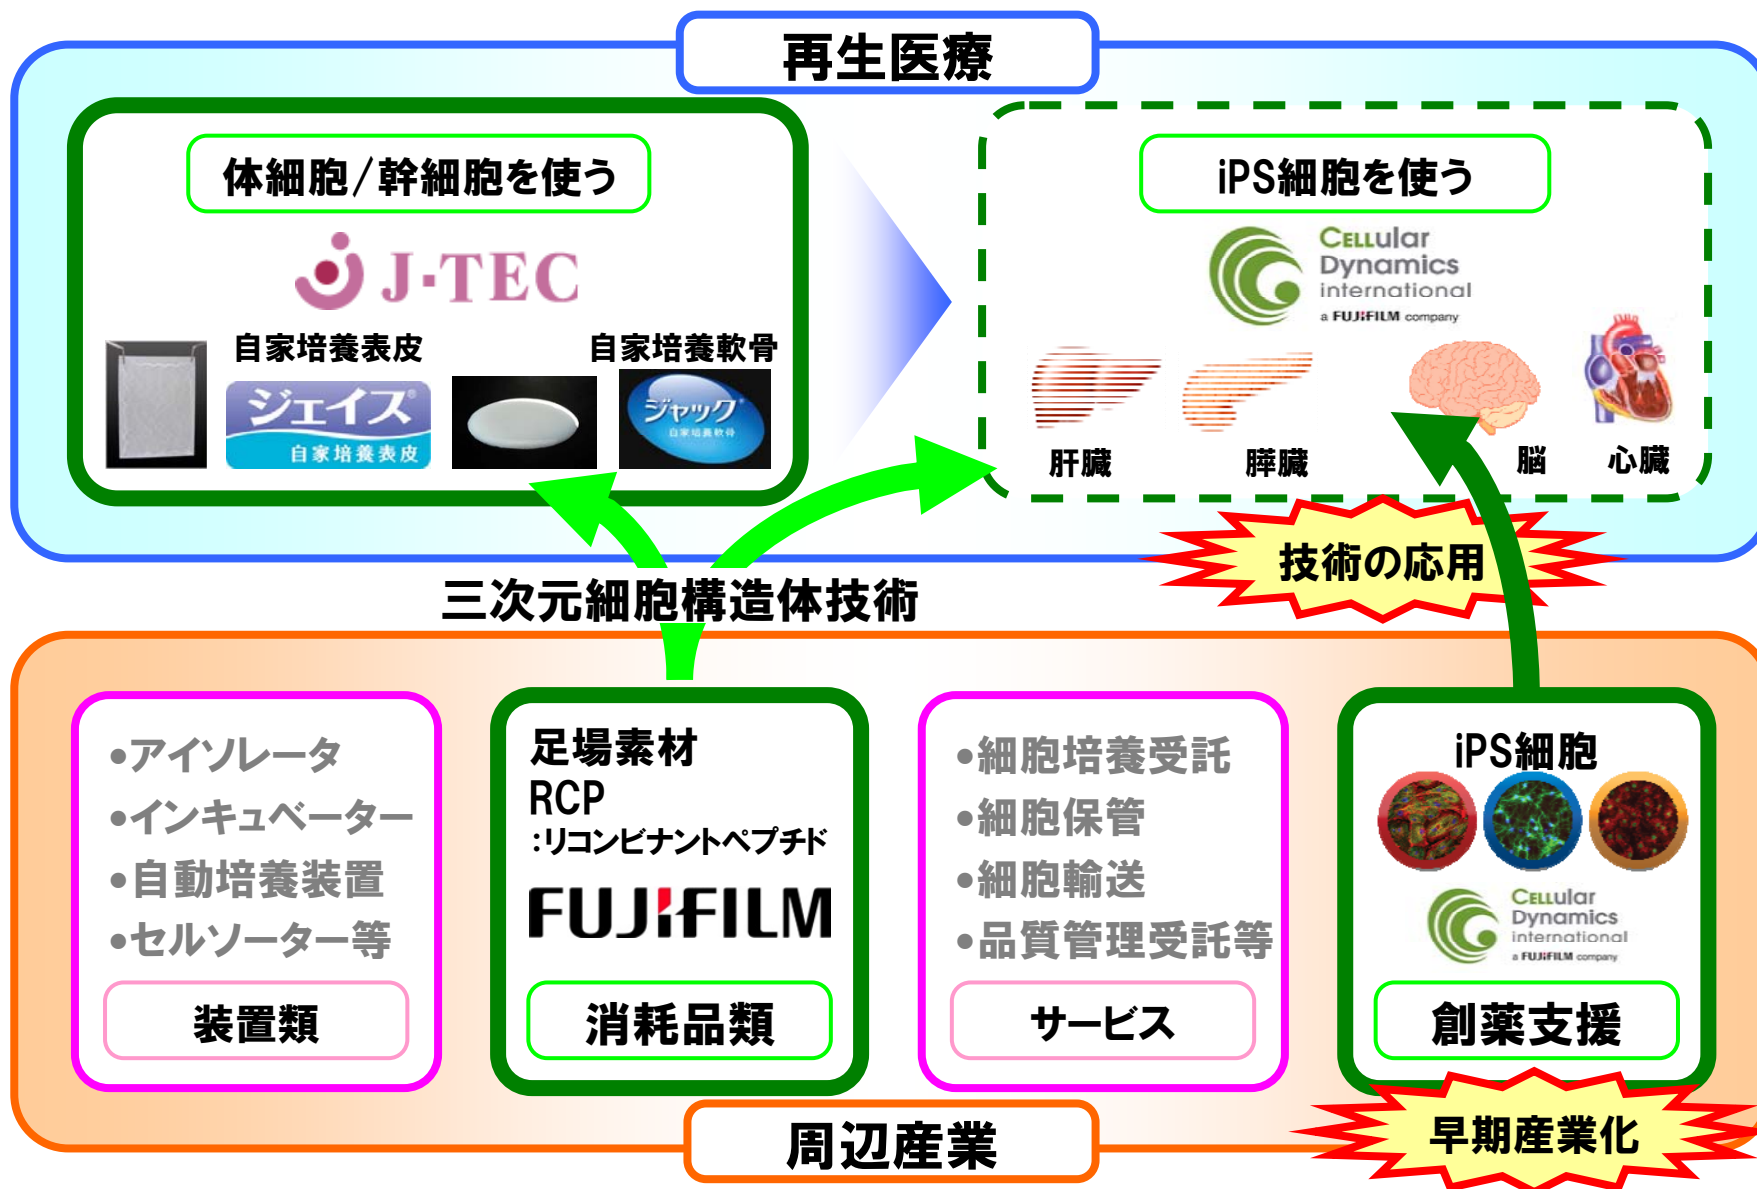 再生医療
体細胞/幹細胞を使う
J-TEC
自家培養表皮
自家培養軟骨
ジェイス®
自家培養表皮
ジャック®
自家培養軟骨
iPS細胞を使う
CELLular
Dynamics
international
a FUJIFILM company
肝臓
膵臓
脳
心臓
技術の応用
三次元細胞構造体技術
•アイソレータ
•インキュベーター
•自動培養装置
•セルソーター等
装置類
足場素材
RCP
:リコンビナントペプチド
FUJIFILM
消耗品類
•細胞培養受託
•細胞保管
•細胞輸送
•品質管理受託等
サービス
iPS細胞
CELLular
Dynamics
international
a FUJIFILM company
創薬支援
早期産業化
周辺産業